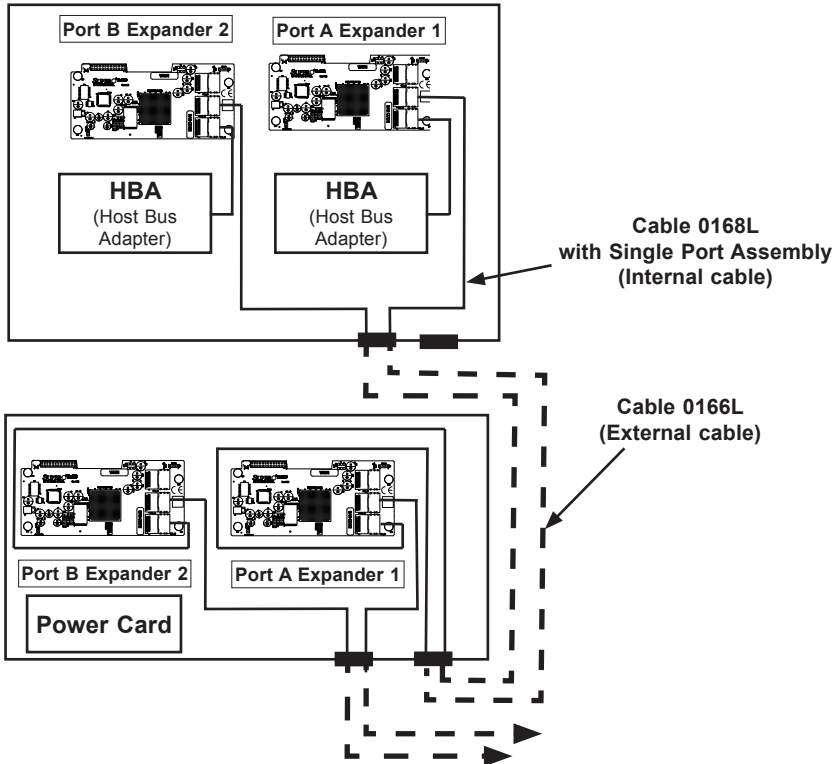 Port B Expander 2
Port A Expander 1
HBA
(Host Bus
Adapter)
HBA
(Host Bus
Adapter)
Cable 0168L
with Single Port Assembly
(Internal cable)
Cable 0166L
(External cable)
Port B Expander 2
Port A Expander 1
Power Card